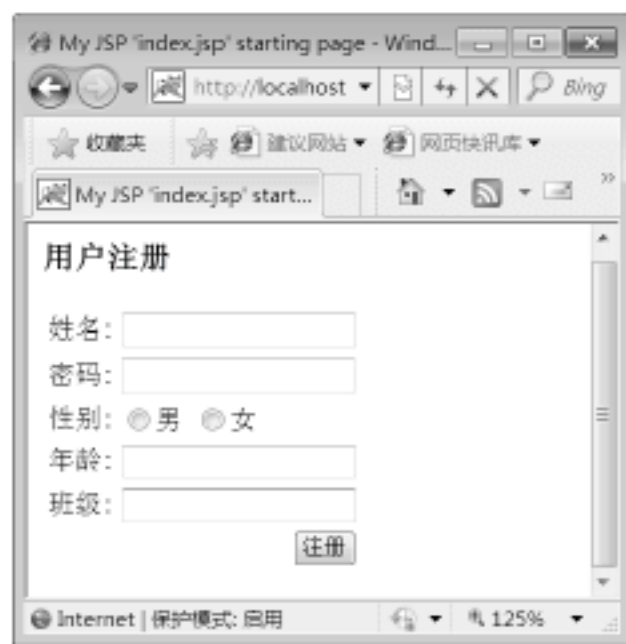 My JSP 'index.jsp' starting page - Wind...
http://localhost Bing
收藏夹 建议网站 网页快讯库
My JSP 'index.jsp' start...
用户注册
姓名:
密码:
性别: 男 女
年龄:
班级:
注册
Internet | 保护模式: 启用 125%